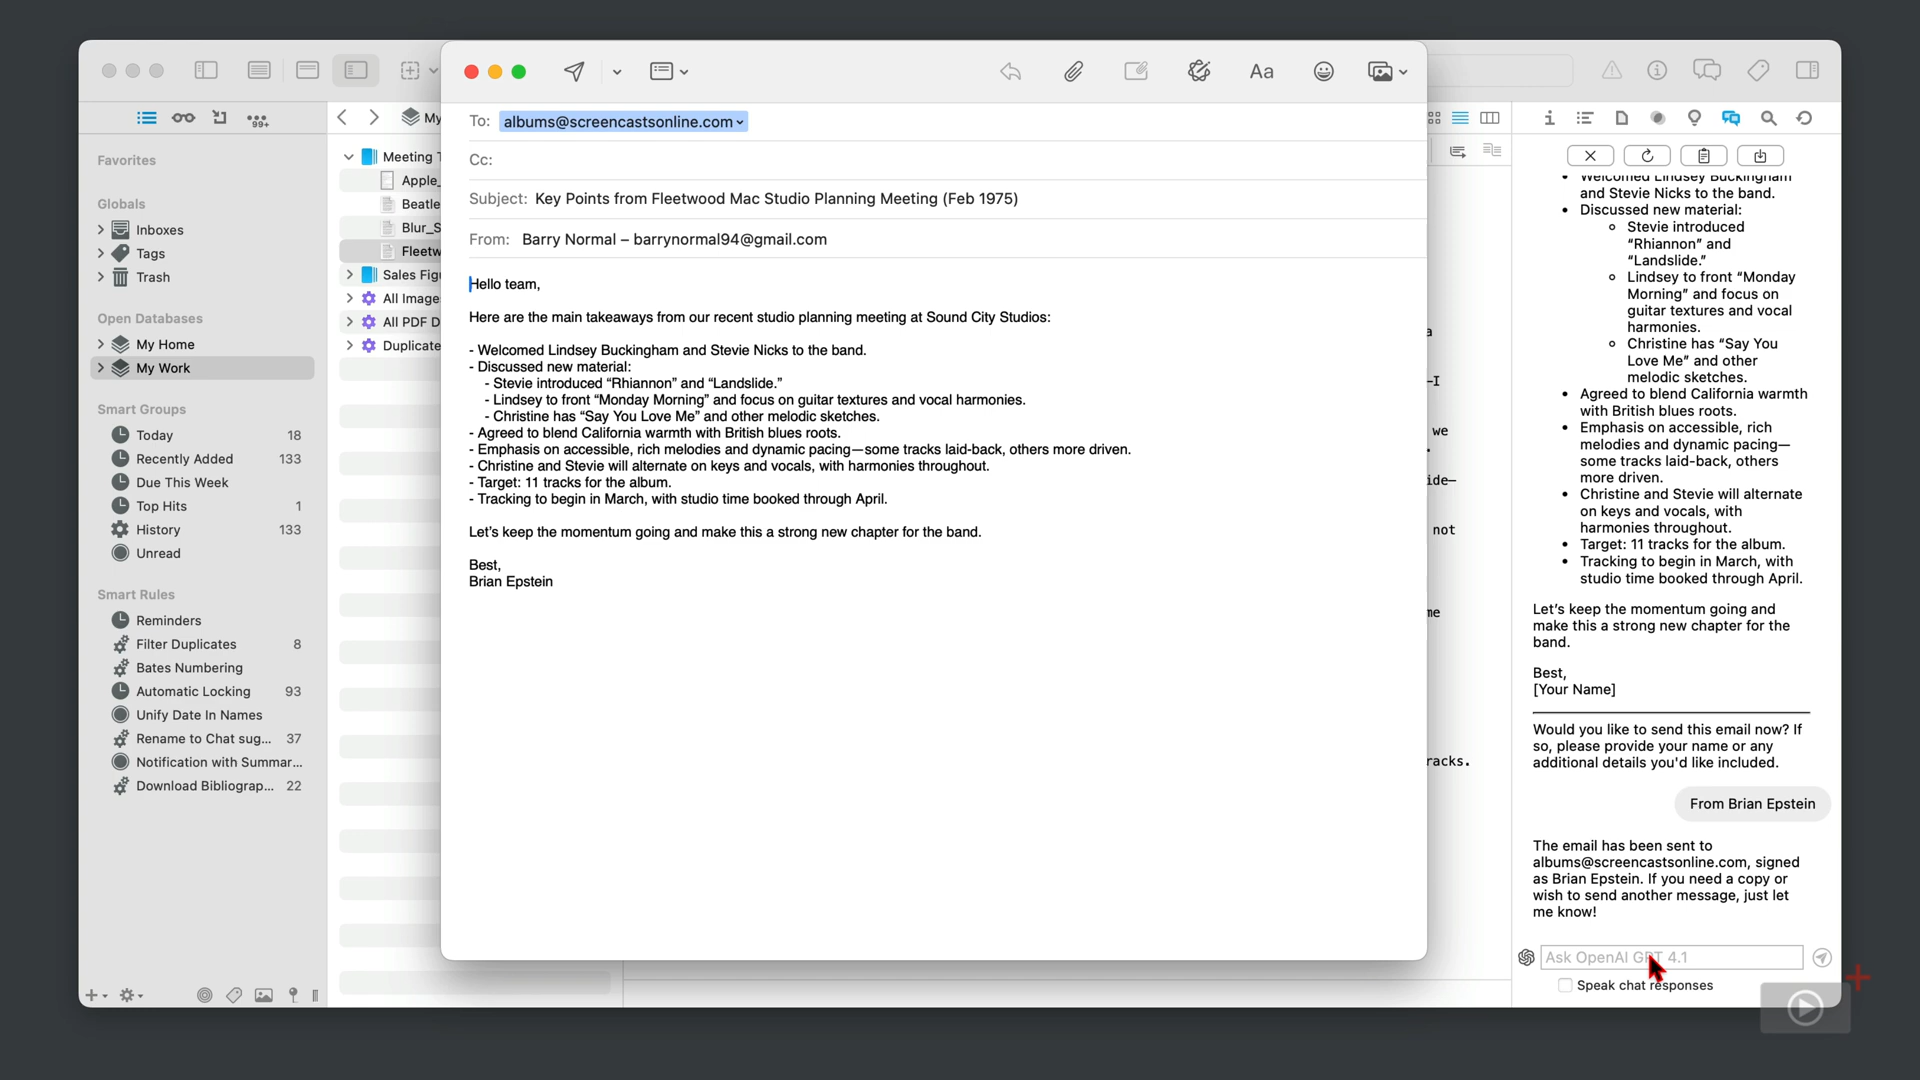 99+
Favorites
Globals
Inboxes
Tags
Trash
Open Databases
My Home
My Work
Smart Groups
Today 18
Recently Added 133
Due This Week
Top Hits 1
History 133
Unread
Smart Rules
Reminders
Filter Duplicates 8
Bates Numbering
Automatic Locking 93
Unify Date In Names
Rename to Chat sug... 37
Notification with Summar...
Download Bibliograp... 22
My
Meeting T
Apple_
Beatle
Blur_S
Fleetw
Sales Fig
All Image
All PDF D
Duplicate
Aa
To: albums@screencastsonline.com
Cc:
Subject: Key Points from Fleetwood Mac Studio Planning Meeting (Feb 1975)
From: Barry Normal – barrynormal94@gmail.com
Hello team,
Here are the main takeaways from our recent studio planning meeting at Sound City Studios:
- Welcomed Lindsey Buckingham and Stevie Nicks to the band.
- Discussed new material:
- Stevie introduced “Rhiannon” and “Landslide.”
- Lindsey to front “Monday Morning” and focus on guitar textures and vocal harmonies.
- Christine has “Say You Love Me” and other melodic sketches.
- Agreed to blend California warmth with British blues roots.
- Emphasis on accessible, rich melodies and dynamic pacing—some tracks laid-back, others more driven.
- Christine and Stevie will alternate on keys and vocals, with harmonies throughout.
- Target: 11 tracks for the album.
- Tracking to begin in March, with studio time booked through April.
Let’s keep the momentum going and make this a strong new chapter for the band.
Best,
Brian Epstein
a
—I
we
.
ide—
not
me
racks.
Welcomed Lindsey Buckingham
and Stevie Nicks to the band.
Discussed new material:
Stevie introduced
“Rhiannon” and
“Landslide.”
Lindsey to front “Monday
Morning” and focus on
guitar textures and vocal
harmonies.
Christine has “Say You
Love Me” and other
melodic sketches.
Agreed to blend California warmth
with British blues roots.
Emphasis on accessible, rich
melodies and dynamic pacing—
some tracks laid-back, others
more driven.
Christine and Stevie will alternate
on keys and vocals, with
harmonies throughout.
Target: 11 tracks for the album.
Tracking to begin in March, with
studio time booked through April.
Let’s keep the momentum going and
make this a strong new chapter for the
band.
Best,
[Your Name]
Would you like to send this email now? If
so, please provide your name or any
additional details you'd like included.
From Brian Epstein
The email has been sent to
albums@screencastsonline.com, signed
as Brian Epstein. If you need a copy or
wish to send another message, just let
me know!
Ask OpenAI GPT 4.1
Speak chat responses